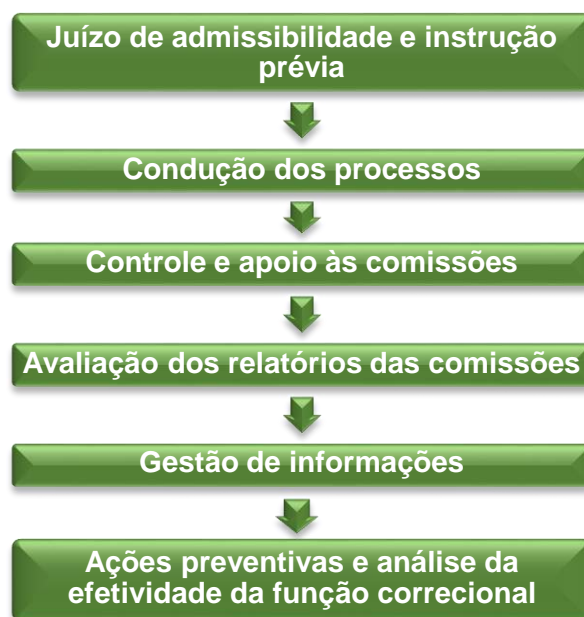 Juízo de admissibilidade e instrução
prévia
Condução dos processos
Controle e apoio às comissões
Avaliação dos relatórios das comissões
Gestão de informações
Ações preventivas e análise da
efetividade da função correcional